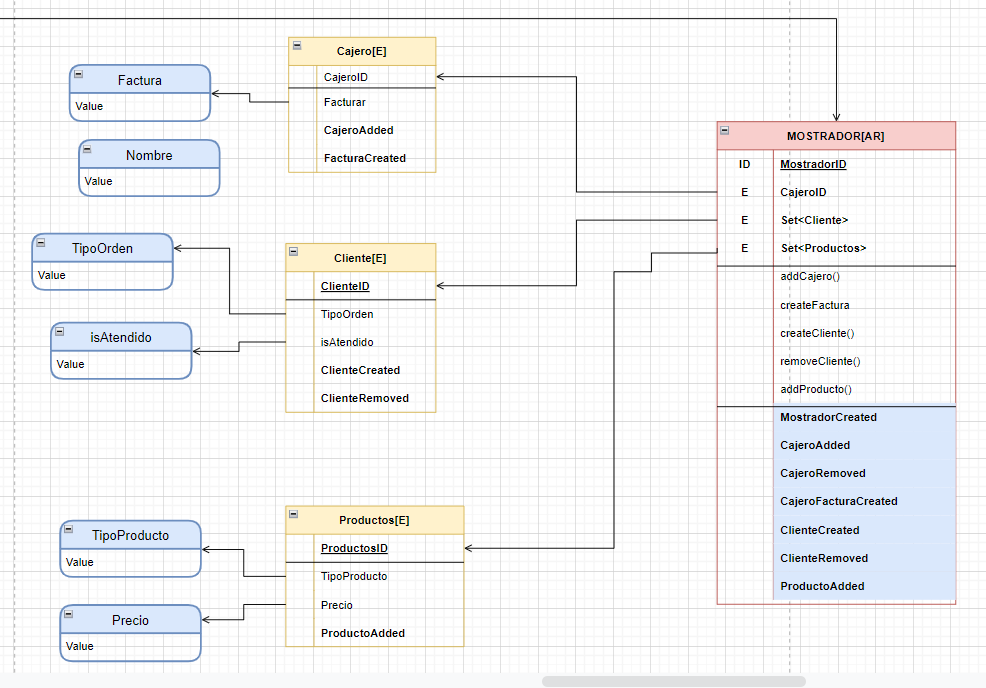 Factura
Value
Nombre
Value
TipoOrden
Value
isAtendido
Value
TipoProducto
Value
Precio
Value
Cajero[E]
CajeroID
Facturar
CajeroAdded
FacturaCreated
Cliente[E]
ClienteID
TipoOrden
isAtendido
ClienteCreated
ClienteRemoved
Productos[E]
ProductosID
TipoProducto
Precio
ProductoAdded
MOSTRADOR[AR]
ID MostradorID
E CajeroID
E Set<Cliente>
E Set<Productos>
addCajero()
createFactura
createCliente()
removeCliente()
addProducto()
MostradorCreated
CajeroAdded
CajeroRemoved
CajeroFacturaCreated
ClienteCreated
ClienteRemoved
ProductoAdded